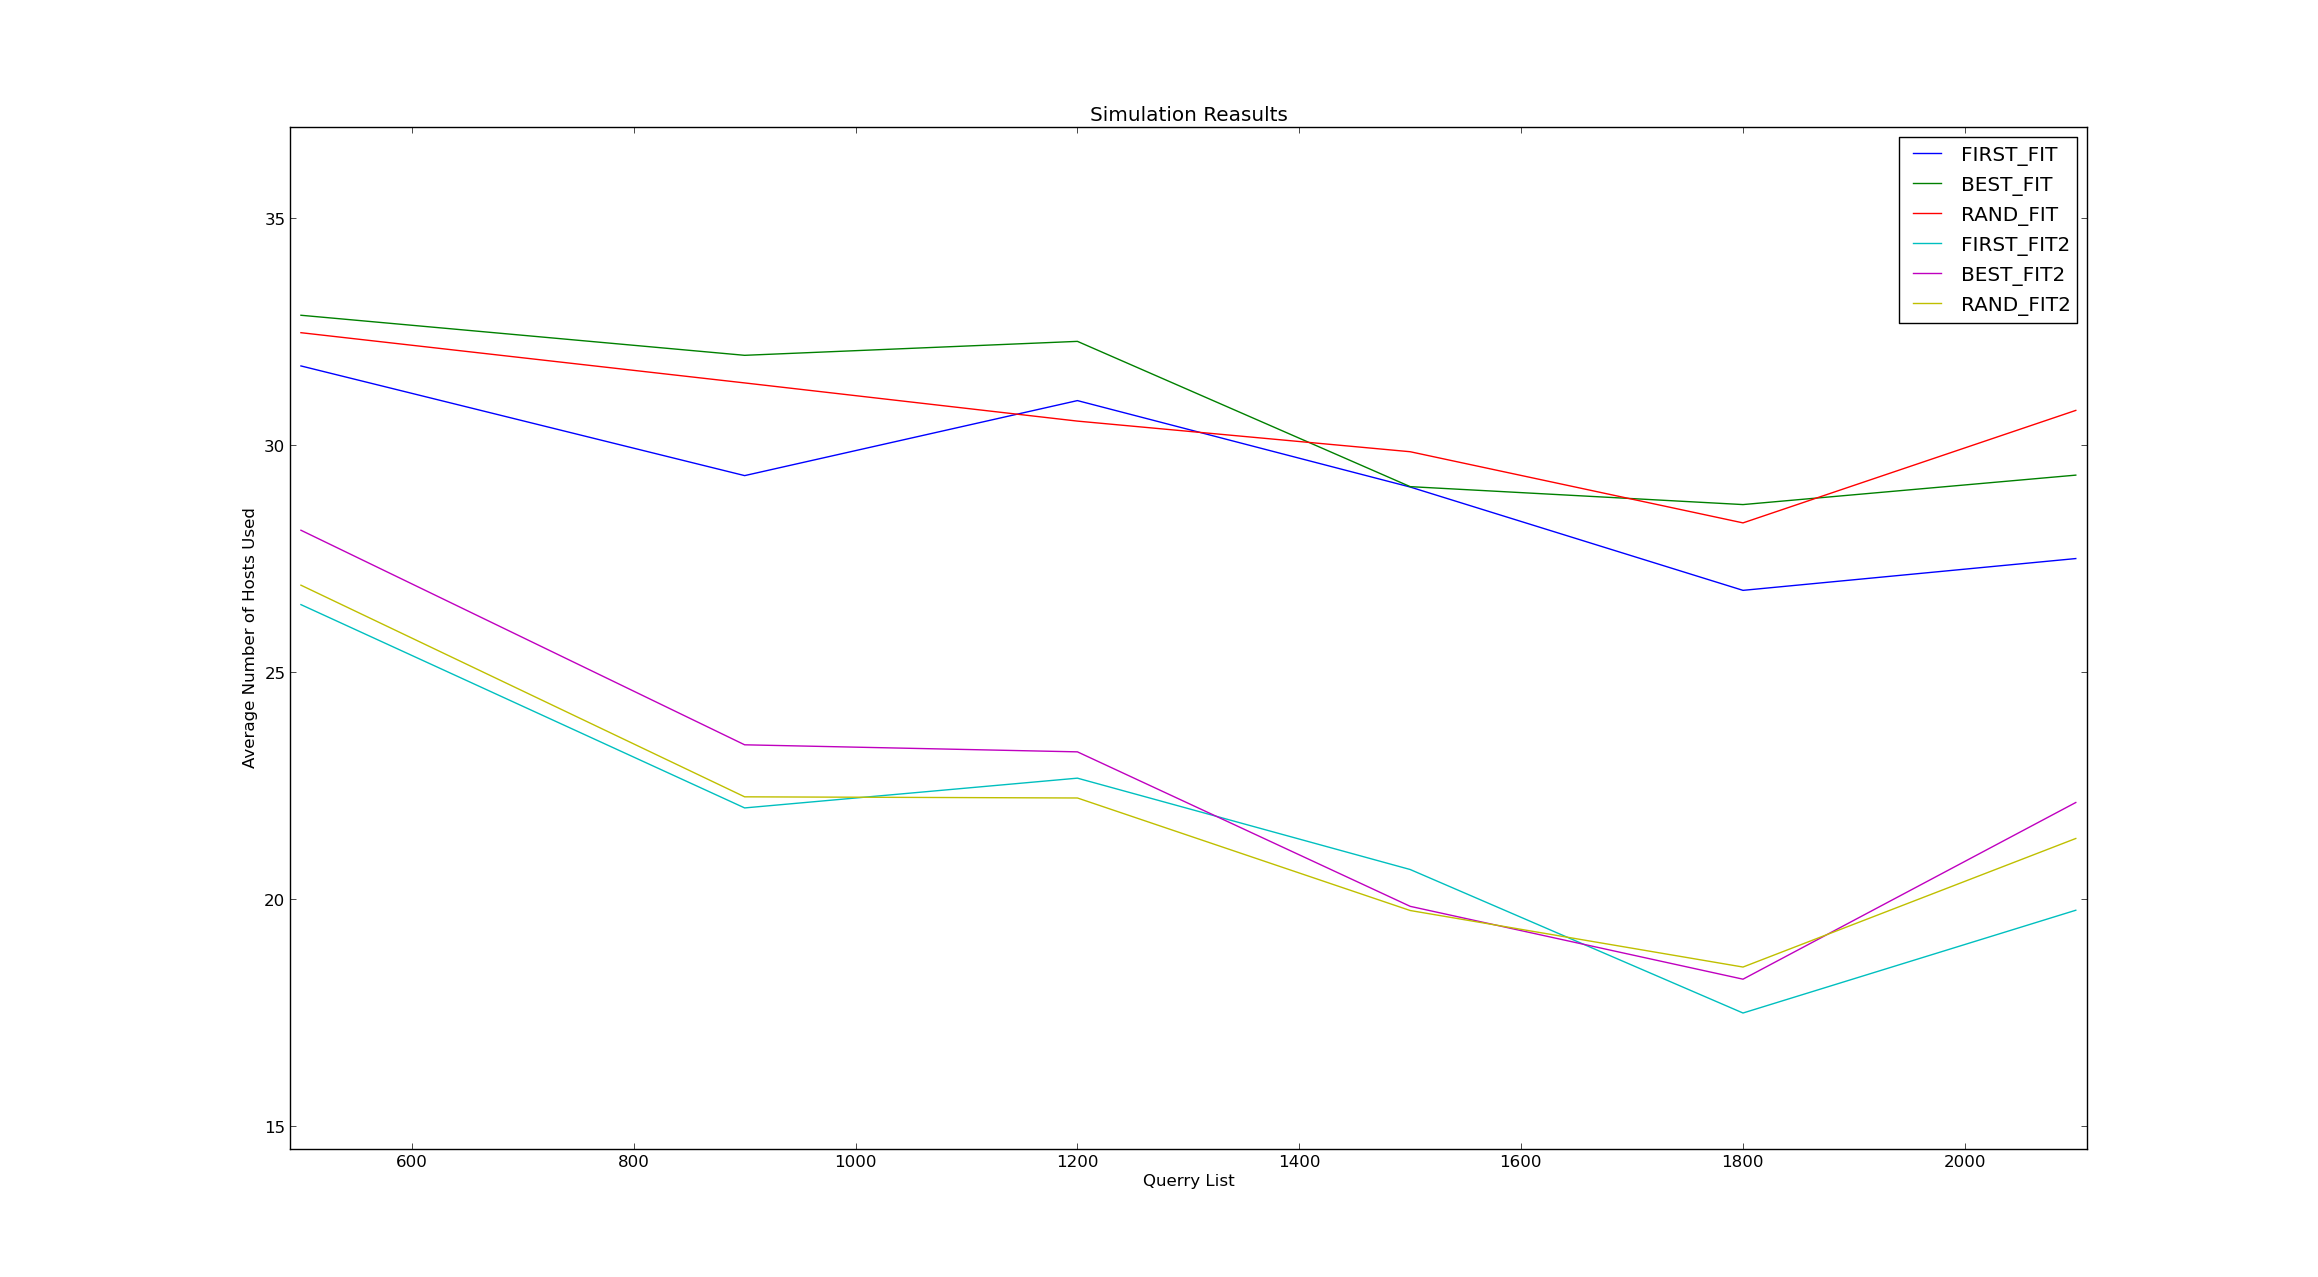 Simulation Reasults
FIRST_FIT
BEST_FIT
RAND_FIT
FIRST_FIT2
BEST_FIT2
RAND_FIT2
35
30
25
20
15
Average Number of Hosts Used
600 800 1000 1200 1400 1600 1800 2000
Querry List